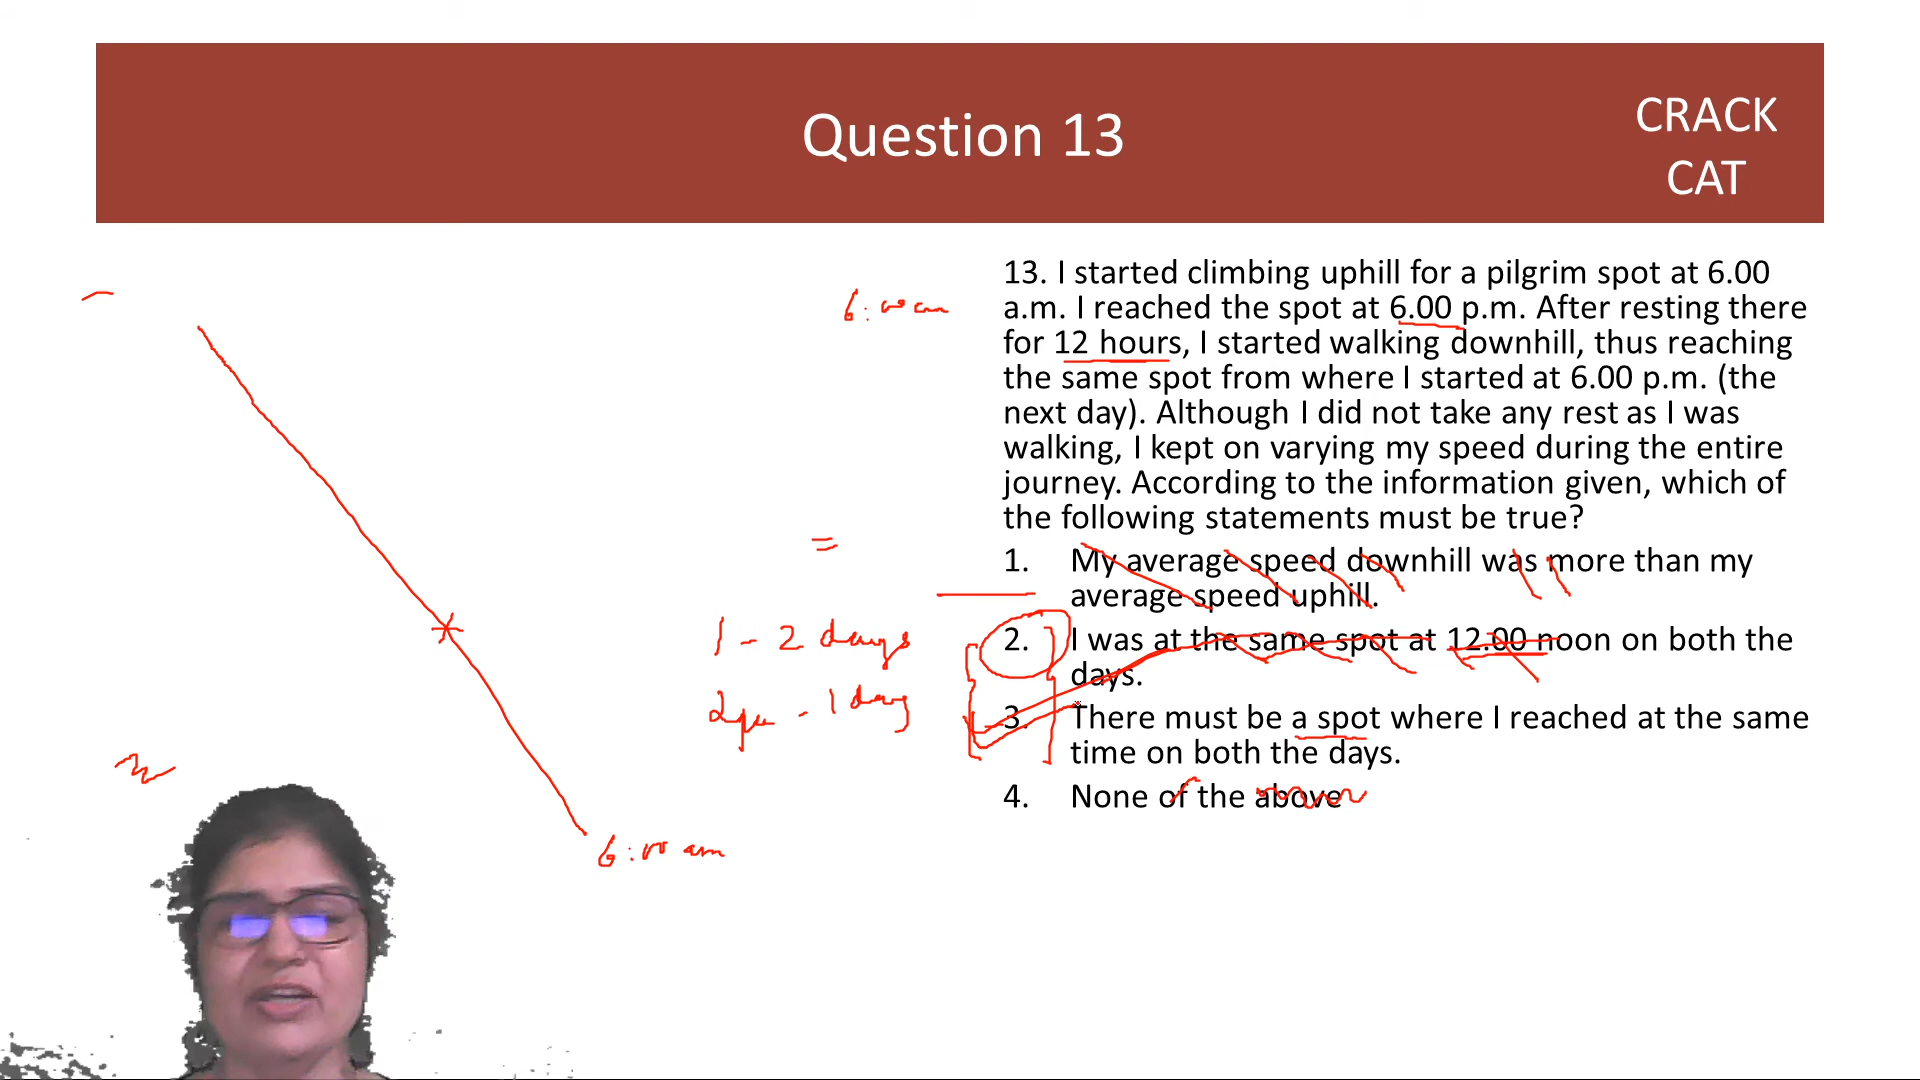 Question 13
CRACK
CAT
13. I started climbing uphill for a pilgrim spot at 6.00
a.m. I reached the spot at 6.00 p.m. After resting there
for 12 hours, I started walking downhill, thus reaching
the same spot from where I started at 6.00 p.m. (the
next day). Although I did not take any rest as I was
walking, I kept on varying my speed during the entire
journey. According to the information given, which of
the following statements must be true?
1. My average speed downhill was more than my
average speed uphill.
2. I was at the same spot at 12.00 noon on both the
days.
3. There must be a spot where I reached at the same
time on both the days.
4. None of the above
6:00 am
=
1 - 2 days
- 1 day
6:00 am